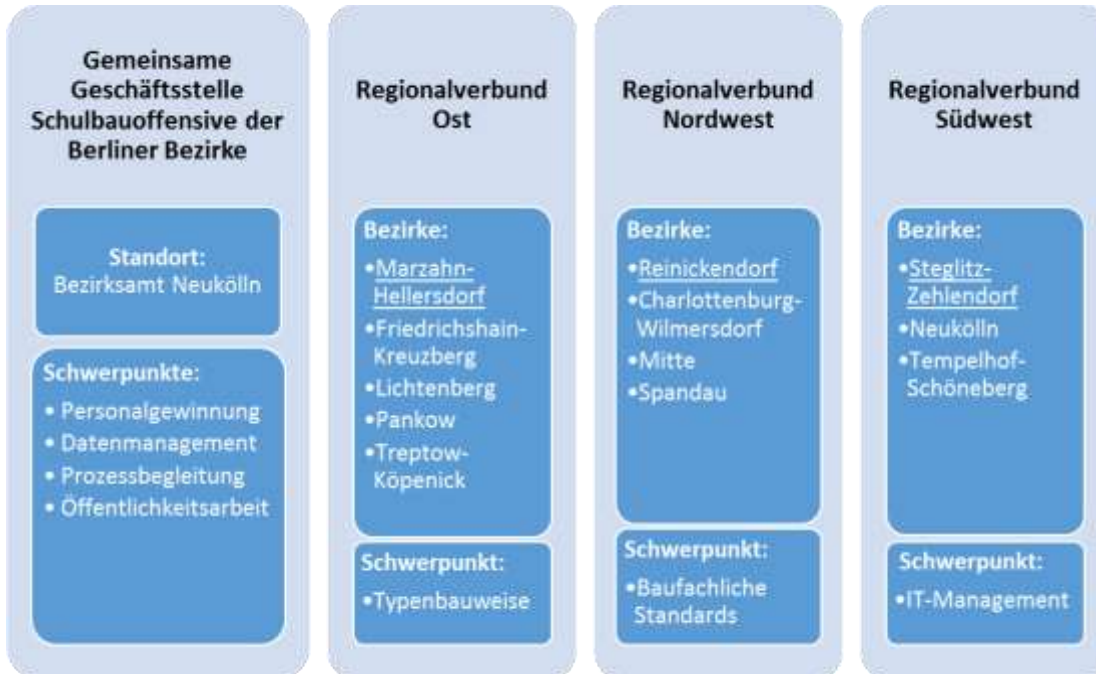 Gemeinsame
Geschäftsstelle
Schulbauoffensive der
Berliner Bezirke
Standort:
Bezirksamt Neukölln
Schwerpunkte:
• Personalgewinnung
• Datenmanagement
• Prozessbegleitung
• Öffentlichkeitsarbeit
Regionalverbund
Ost
Bezirke:
•Marzahn-
Hellersdorf
•Friedrichshain-
Kreuzberg
•Lichtenberg
•Pankow
•Treptow-
Köpenick
Schwerpunkt:
•Typenbauweise
Regionalverbund
Nordwest
Bezirke:
•Reinickendorf
•Charlottenburg-
Wilmersdorf
•Mitte
•Spandau
Schwerpunkt:
•Baufachliche
Standards
Regionalverbund
Südwest
Bezirke:
•Steglitz-
Zehlendorf
•Neukölln
•Tempelhof-
Schöneberg
Schwerpunkt:
•IT-Management